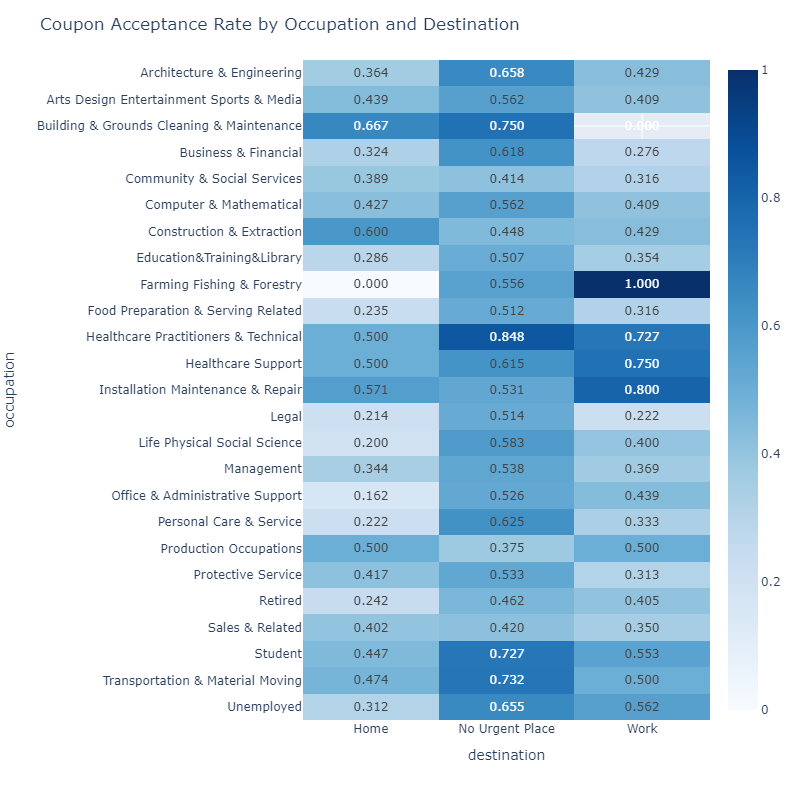 Coupon Acceptance Rate by Occupation and Destination
Architecture & Engineering 0.364 0.658 0.429
Arts Design Entertainment Sports & Media 0.439 0.562 0.409
Building & Grounds Cleaning & Maintenance 0.667 0.750 0.000
Business & Financial 0.324 0.618 0.276
Community & Social Services 0.389 0.414 0.316
Computer & Mathematical 0.427 0.562 0.409
Construction & Extraction 0.600 0.448 0.429
Education&Training&Library 0.286 0.507 0.354
Farming Fishing & Forestry 0.000 0.556 1.000
Food Preparation & Serving Related 0.235 0.512 0.316
Healthcare Practitioners & Technical 0.500 0.848 0.727
Healthcare Support 0.500 0.615 0.750
Installation Maintenance & Repair 0.571 0.531 0.800
Legal 0.214 0.514 0.222
Life Physical Social Science 0.200 0.583 0.400
Management 0.344 0.538 0.369
Office & Administrative Support 0.162 0.526 0.439
Personal Care & Service 0.222 0.625 0.333
Production Occupations 0.500 0.375 0.500
Protective Service 0.417 0.533 0.313
Retired 0.242 0.462 0.405
Sales & Related 0.402 0.420 0.350
Student 0.447 0.727 0.553
Transportation & Material Moving 0.474 0.732 0.500
Unemployed 0.312 0.655 0.562
Home No Urgent Place Work
destination
occupation
1
0.8
0.6
0.4
0.2
0